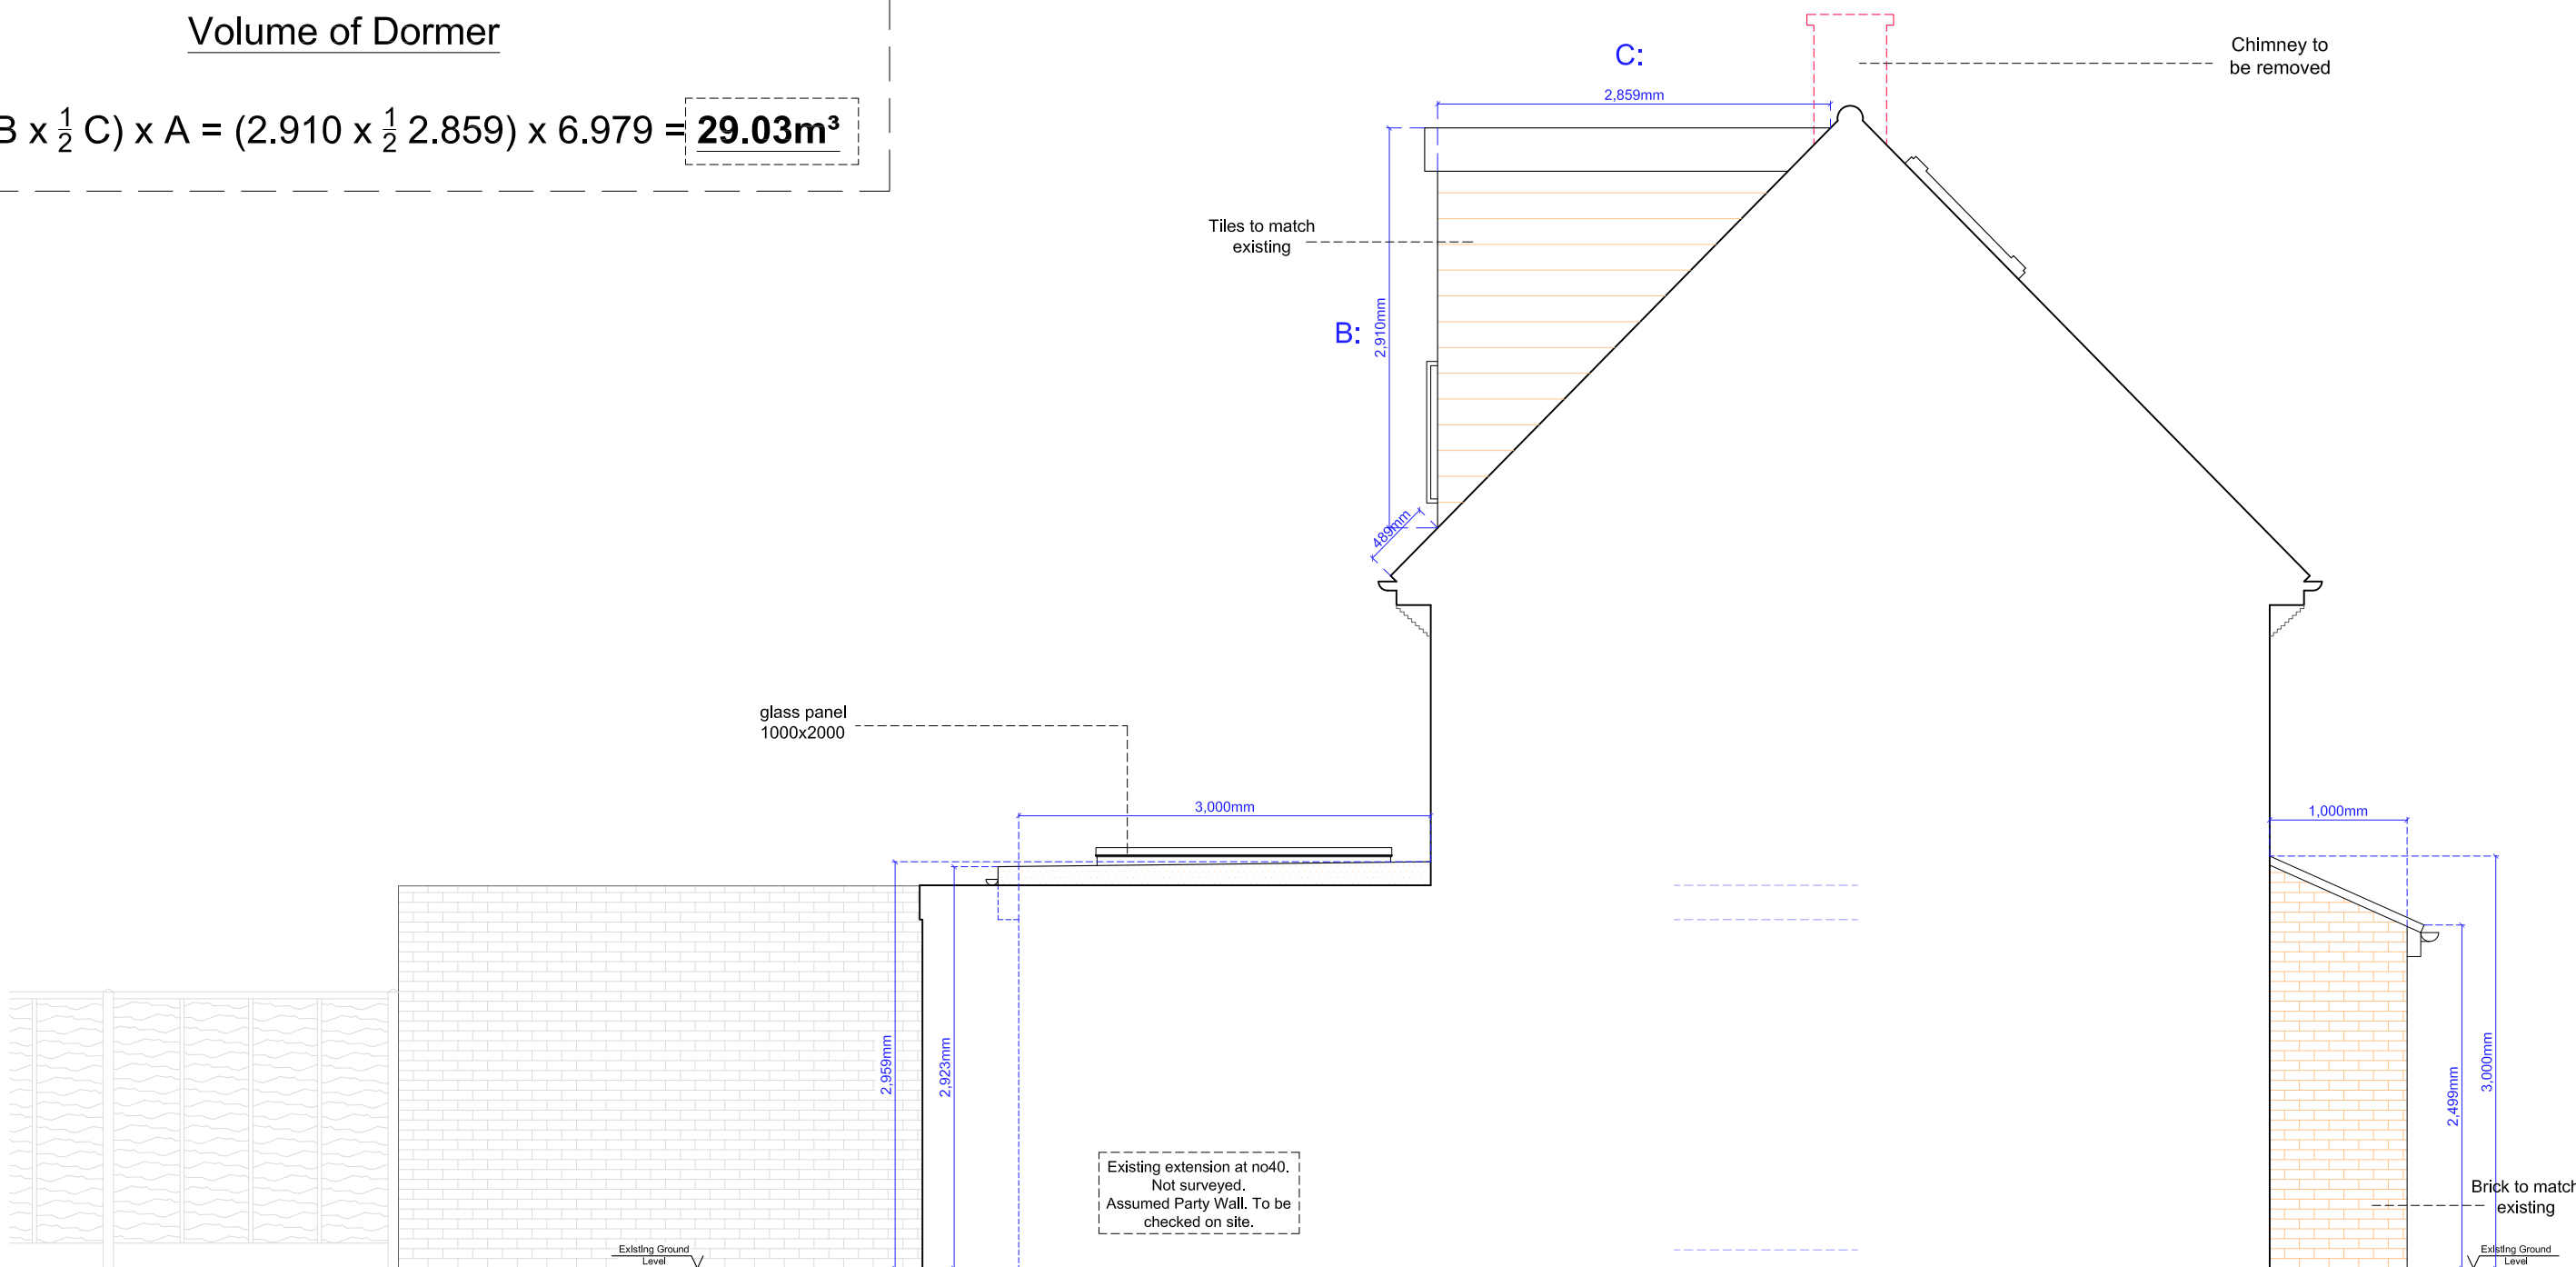 Volume of Dormer
B x 1/2 C) x A = (2.910 x 1/2 2.859) x 6.979 = 29.03m³
C:
2,859mm
Chimney to
be removed
Tiles to match
existing
B:
2,910mm
489mm
glass panel
1000x2000
3,000mm
1,000mm
2,959mm
2,923mm
2,499mm
3,000mm
Existing extension at no40.
Not surveyed.
Assumed Party Wall. To be
checked on site.
Brick to match
existing
Existing Ground
Level
Existing Ground
Level